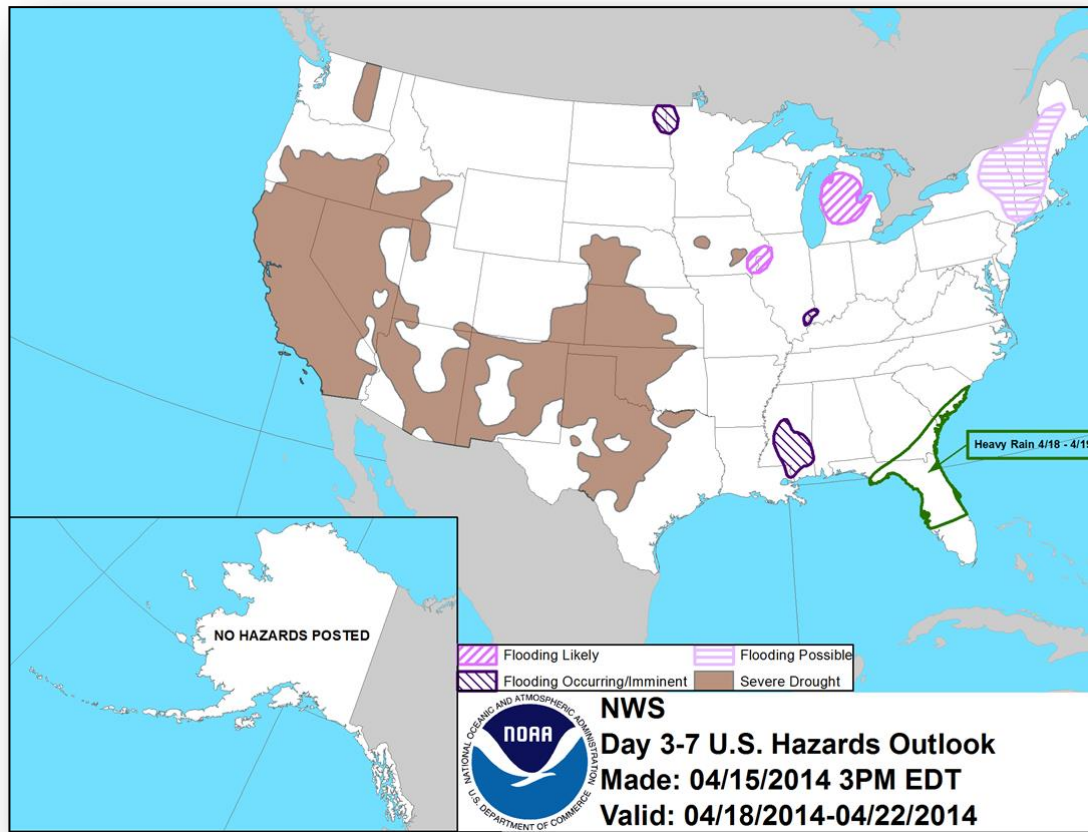 Heavy Rain 4/18 - 4/19
NO HAZARDS POSTED
Flooding Likely
Flooding Possible
Flooding Occurring/Imminent
Severe Drought
NATIONAL OCEANIC AND ATMOSPHERIC ADMINISTRATION
NOAA
U.S. DEPARTMENT OF COMMERCE
NWS
Day 3-7 U.S. Hazards Outlook
Made: 04/15/2014 3PM EDT
Valid: 04/18/2014-04/22/2014